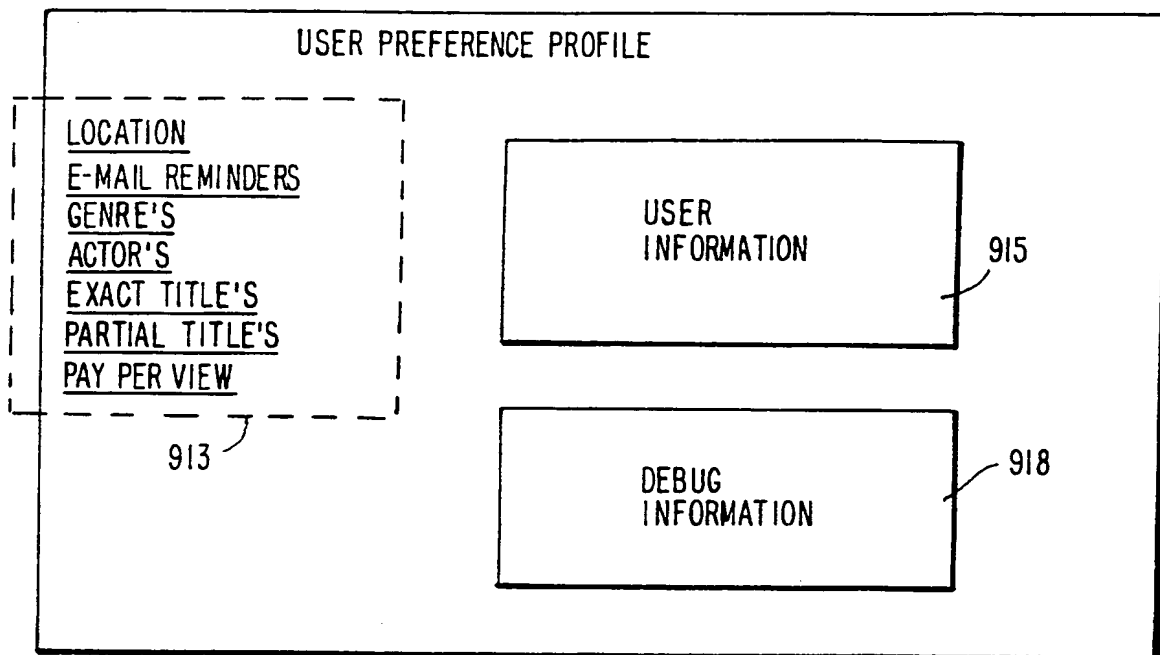 USER PREFERENCE PROFILE
LOCATION
E-MAIL REMINDERS
GENRE'S
ACTOR'S
EXACT TITLE'S
PARTIAL TITLE'S
PAY PER VIEW
913
USER
INFORMATION
915
DEBUG
INFORMATION
918